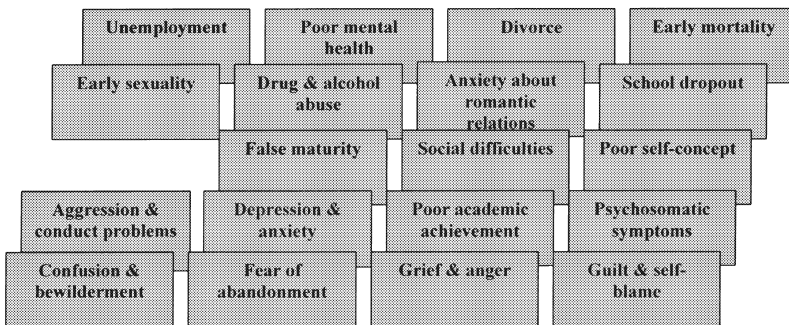 Unemployment
Poor mental
health
Divorce
Early mortality
Early sexuality
Drug & alcohol
abuse
Anxiety about
romantic
relations
School dropout
False maturity
Social difficulties
Poor self-concept
Aggression &
conduct problems
Depression &
anxiety
Poor academic
achievement
Psychosomatic
symptoms
Confusion &
bewilderment
Fear of
abandonment
Grief & anger
Guilt & self-
blame